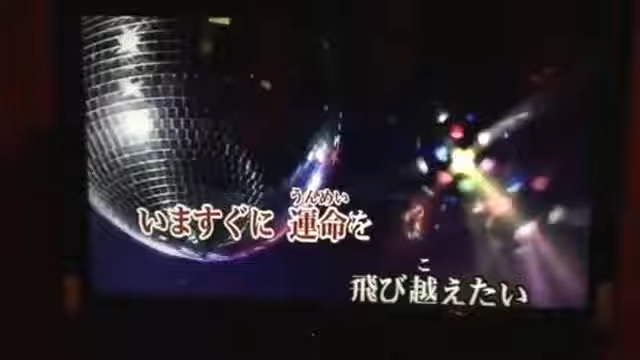 いますぐに 運命を
うんめい
飛び越えたい
こ